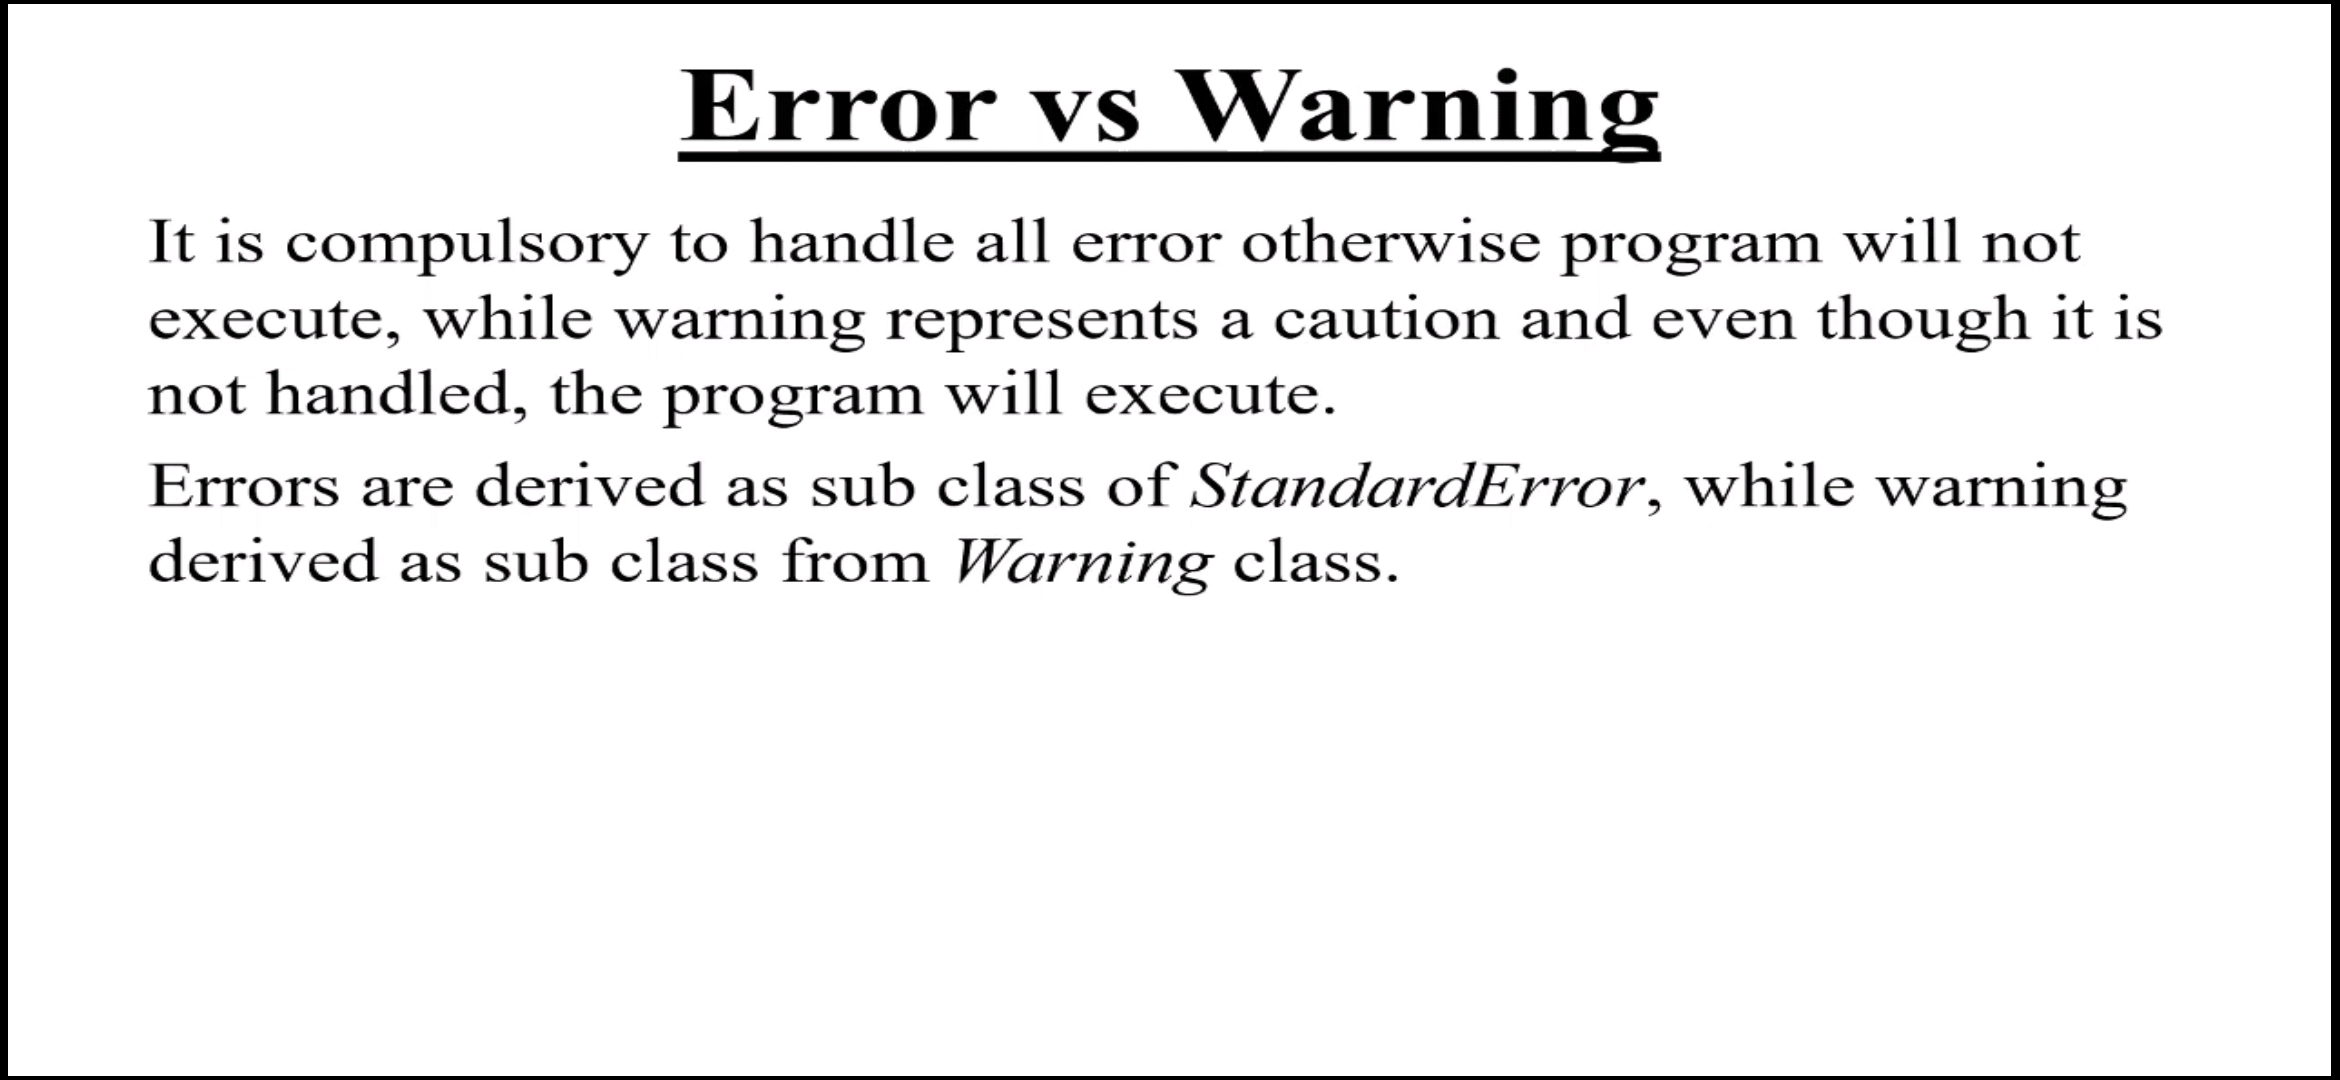 Error vs Warning
It is compulsory to handle all error otherwise program will not
execute, while warning represents a caution and even though it is
not handled, the program will execute.
Errors are derived as sub class of StandardError, while warning
derived as sub class from Warning class.